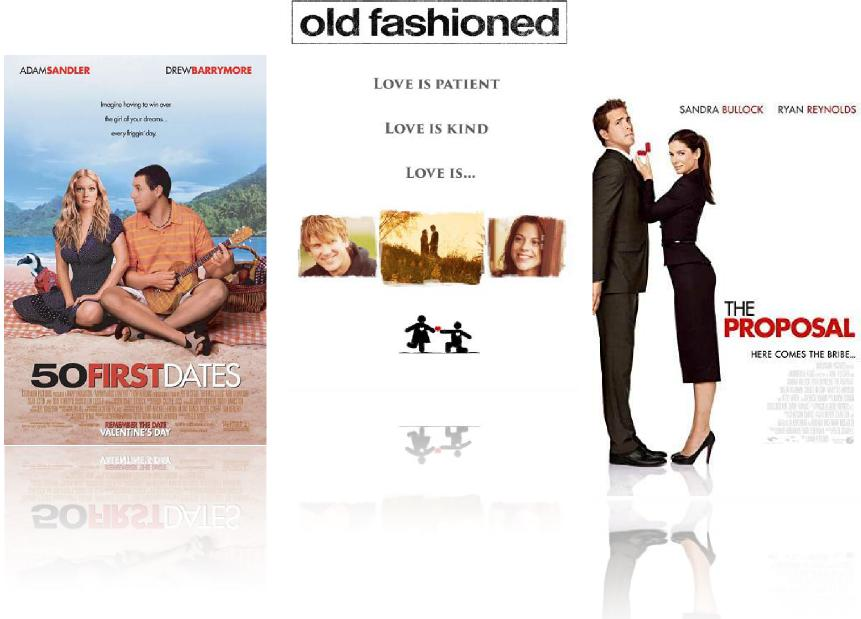 ADAMSANDLER
DREWBARRYMORE
Imagine having to win over
the girl of your dreams...
every friggin' day.
50FIRSTDATES
REMEMBER THE DATE
VALENTINE'S DAY
old fashioned
LOVE IS PATIENT
LOVE IS KIND
LOVE IS...
SANDRA BULLOCK RYAN REYNOLDS
THE
PROPOSAL
HERE COMES THE BRIBE...